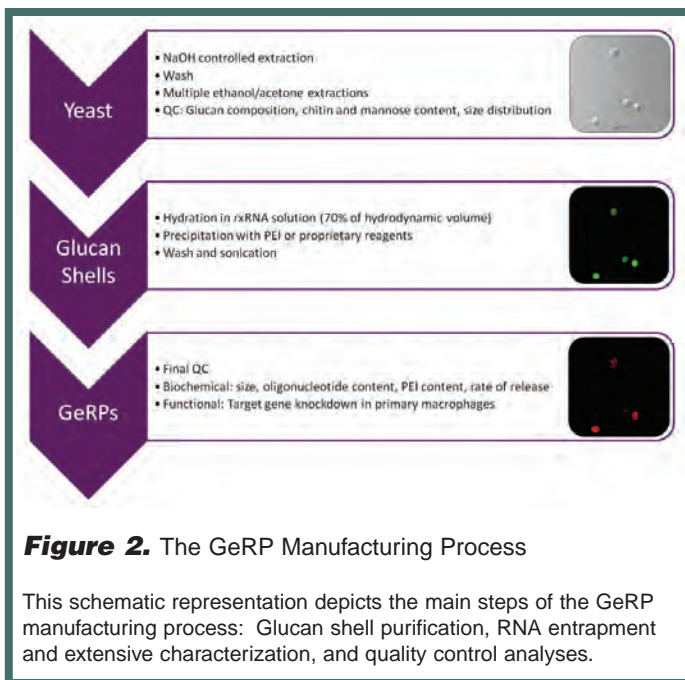 Yeast
• NaOH controlled extraction
• Wash
• Multiple ethanol/acetone extractions
• QC: Glucan composition, chitin and mannose content, size distribution
Glucan
Shells
• Hydration in rxRNA solution (70% of hydrodynamic volume)
• Precipitation with PEI or proprietary reagents
• Wash and sonication
GeRPs
• Final QC
• Biochemical: size, oligonucleotide content, PEI content, rate of release
• Functional: Target gene knockdown in primary macrophages
Figure 2. The GeRP Manufacturing Process
This schematic representation depicts the main steps of the GeRP
manufacturing process: Glucan shell purification, RNA entrapment
and extensive characterization, and quality control analyses.